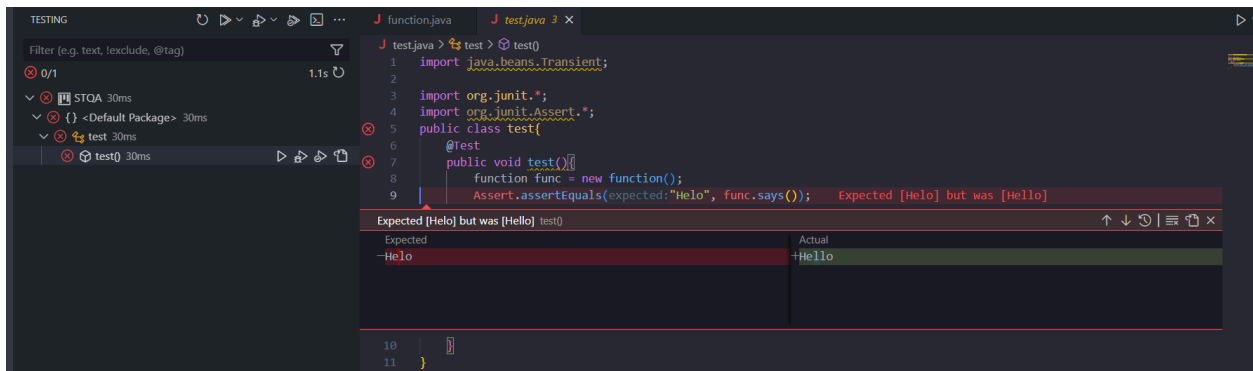 TESTING
Filter (e.g. text, !exclude, @tag)
0/1 1.1s
STQA 30ms
{} <Default Package> 30ms
test 30ms
test() 30ms
J function.java J test.java 3
J test.java > test > test()
1 import java.beans.Transient;
2
3 import org.junit.*;
4 import org.junit.Assert.*;
5 public class test{
6 @Test
7 public void test(){
8 function func = new function();
9 Assert.assertEquals(expected:"Helo", func.says()); Expected [Helo] but was [Hello]
Expected [Helo] but was [Hello] test()
Expected Actual
-Helo +Hello
10 }
11 }